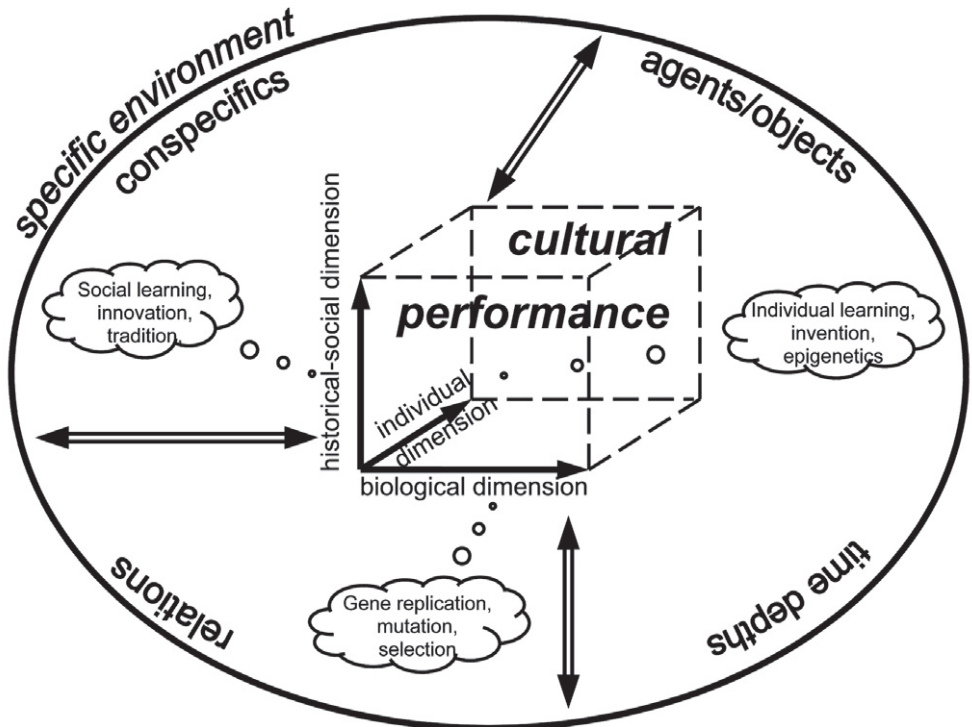 specific environment
conspecifics
agents/objects
cultural
performance
historical-social dimension
individual
dimension
biological dimension
Social learning,
innovation,
tradition
Individual learning,
invention,
epigenetics
Gene replication,
mutation,
selection
relations
time depths